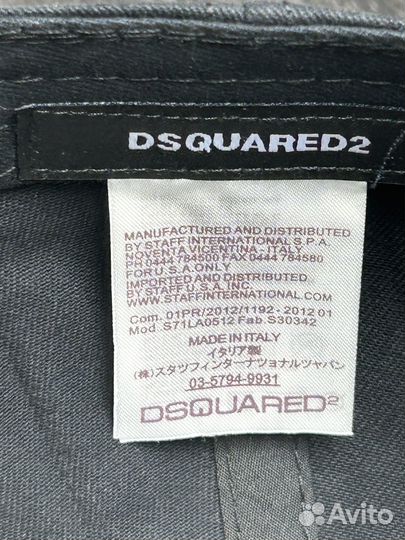 DSQUARED2
MANUFACTURED AND DISTRIBUTED
BY STAFF INTERNATIONAL S.P.A.
NOVENTA VICENTINA - ITALY
PH 0444 784500 FAX 0444 784580
FOR U.S.A. ONLY
IMPORTED AND DISTRIBUTED
BY STAFF U.S.A. INC.
WWW.STAFFINTERNATIONAL.COM
Com. 01PR/2012/1192 - 2012 01
Mod. S71LA0512 Fab. S30342
MADE IN ITALY
イタリア製
(株)スタッフインターナショナルジャパン
03-5794-9931
DSQUARED2
Avito